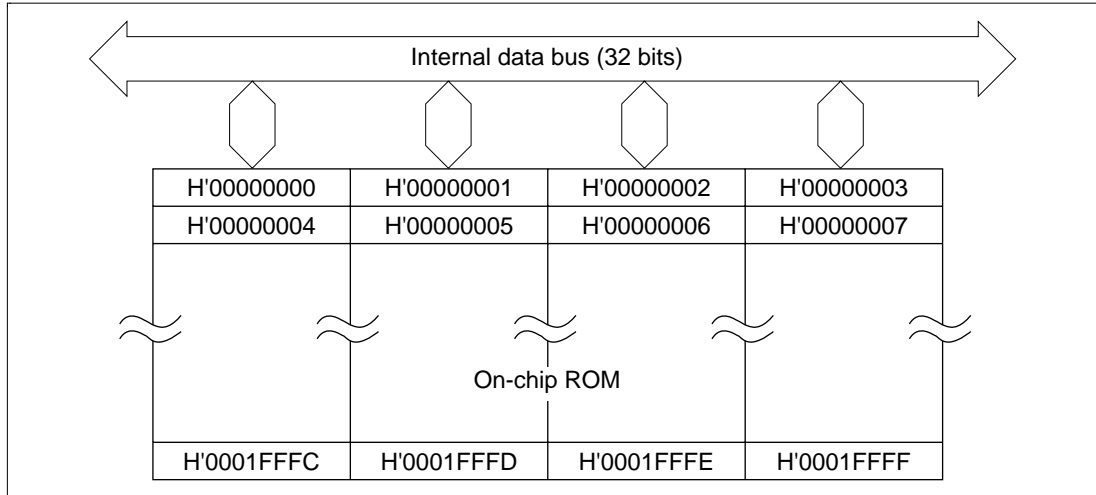 Internal data bus (32 bits)
H'00000000 H'00000001 H'00000002 H'00000003
H'00000004 H'00000005 H'00000006 H'00000007
On-chip ROM
H'0001FFFC H'0001FFFD H'0001FFFE H'0001FFFF